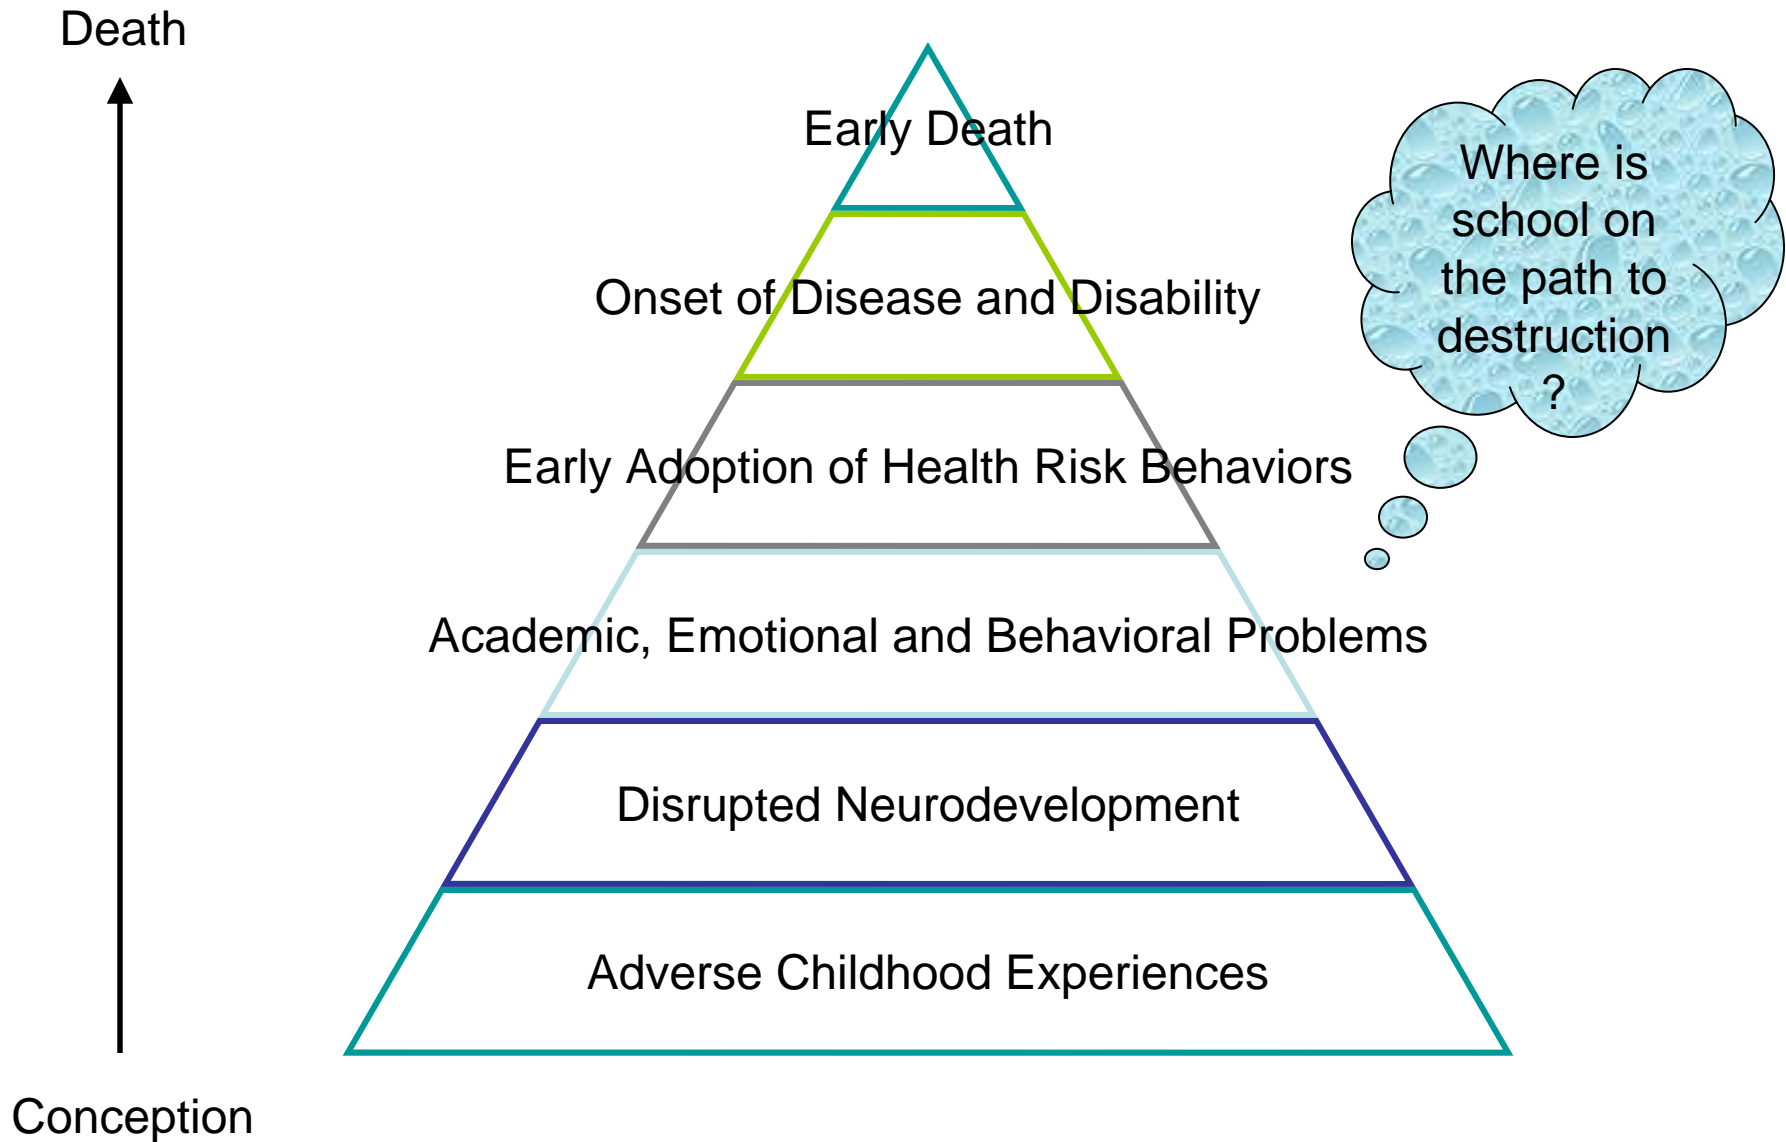 Death
Early Death
Where is
school on
the path to
destruction
?
Onset of Disease and Disability
Early Adoption of Health Risk Behaviors
Academic, Emotional and Behavioral Problems
Disrupted Neurodevelopment
Adverse Childhood Experiences
Conception